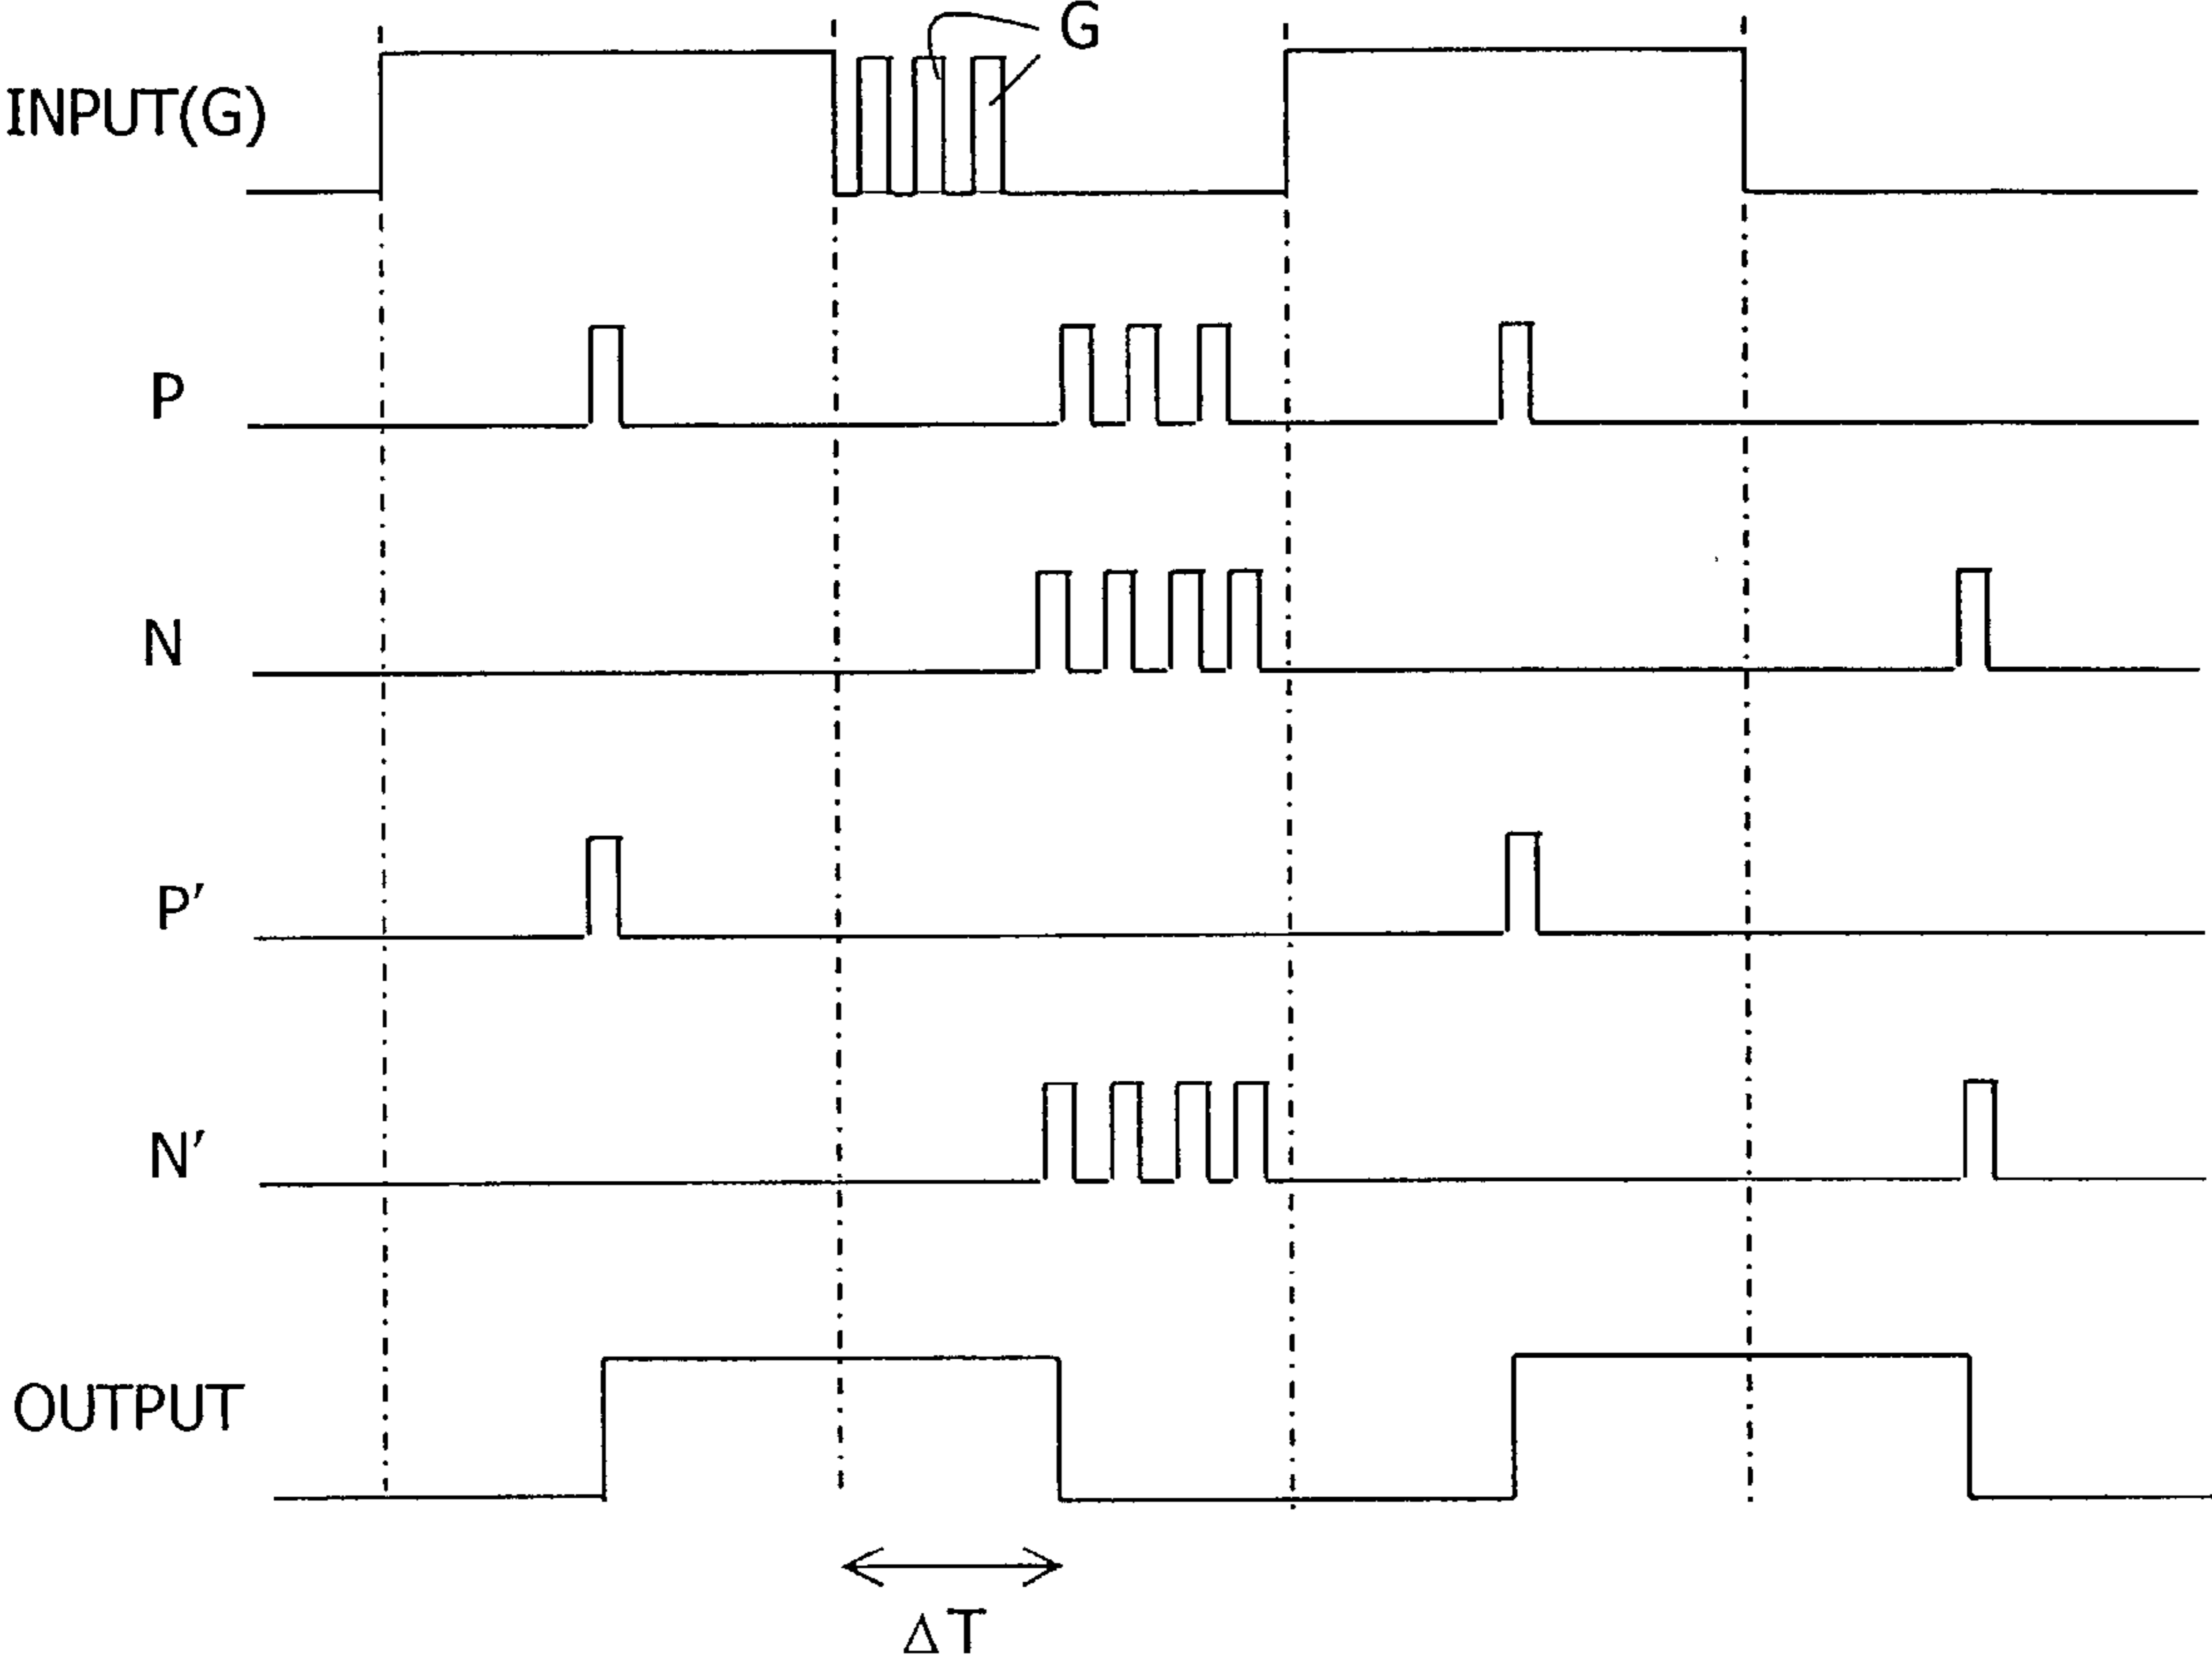 G
INPUT(G)
P
N
P′
N′
OUTPUT
ΔT